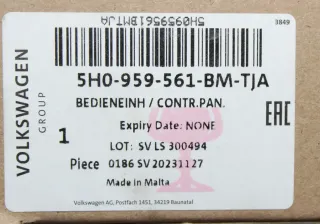 5H0959561BMTJA
3849
5H0-959-561-BM-TJA
BEDIENEINH / CONTR.PAN.
VOLKSWAGEN
GROUP
EAC
Expiry Date: NONE
1
LOT: SV LS 300494
Piece 0186 SV 20231127
Made in Malta
Volkswagen AG, Postfach 1451, 34219 Baunatal